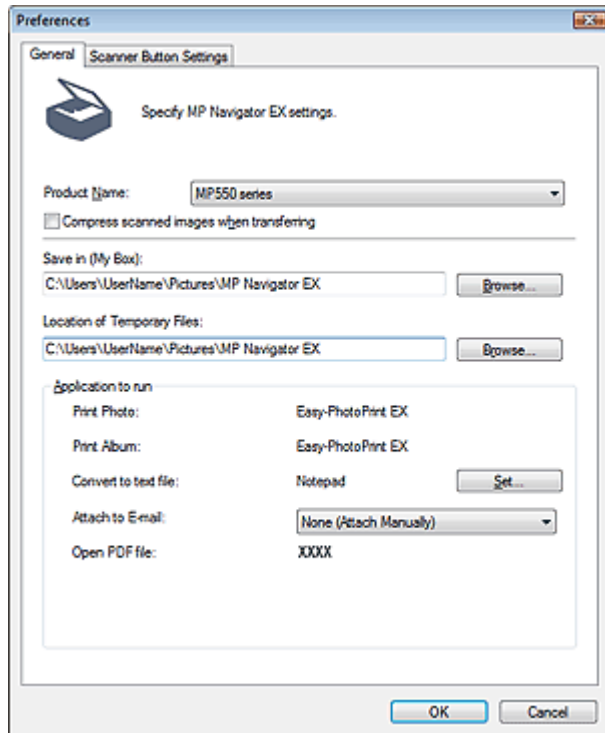 Preferences
General Scanner Button Settings
Specify MP Navigator EX settings.
Product Name: MP550 series
Compress scanned images when transferring
Save in (My Box):
C:\Users\UserName\Pictures\MP Navigator EX Browse...
Location of Temporary Files:
C:\Users\UserName\Pictures\MP Navigator EX Browse...
Application to run
Print Photo: Easy-PhotoPrint EX
Print Album: Easy-PhotoPrint EX
Convert to text file: Notepad Set...
Attach to E-mail: None (Attach Manually)
Open PDF file: XXXX
OK Cancel